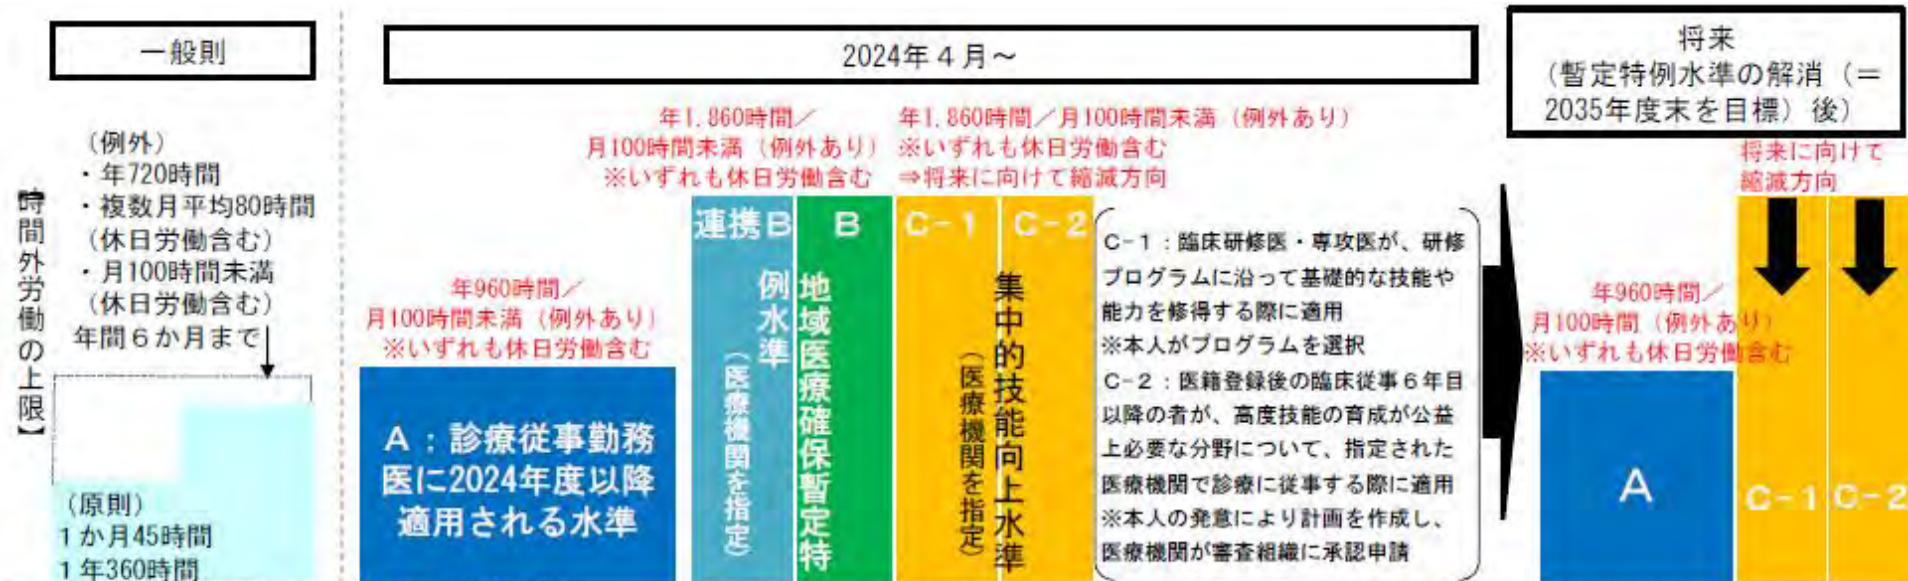 一般則
2024年４月～
将来
（暫定特例水準の解消（＝
2035年度末を目標）後）
【時間外労働の上限】
（例外）
・年720時間
・複数月平均80時間
（休日労働含む）
・月100時間未満
（休日労働含む）
年間６か月まで
（原則）
１か月45時間
１年360時間
年960時間／
月100時間未満（例外あり）
※いずれも休日労働含む
A：診療従事勤務
医に2024年度以降
適用される水準
年1,860時間／
月100時間未満（例外あり）
※いずれも休日労働含む
連携B
B
地域医療確保暫定特
例水準
（医療機関を指定）
年1,860時間／月100時間未満（例外あり）
※いずれも休日労働含む
⇒将来に向けて縮減方向
C-1
C-2
集中的技能向上水準
（医療機関を指定）
C-1：臨床研修医・専攻医が、研修
プログラムに沿って基礎的な技能や
能力を修得する際に適用
※本人がプログラムを選択
C-2：医籍登録後の臨床従事６年目
以降の者が、高度技能の育成が公益
上必要な分野について、指定された
医療機関で診療に従事する際に適用
※本人の発意により計画を作成し、
医療機関が審査組織に承認申請
年960時間／
月100時間（例外あり）
※いずれも休日労働含む
A
将来に向けて
縮減方向
C-1
C-2